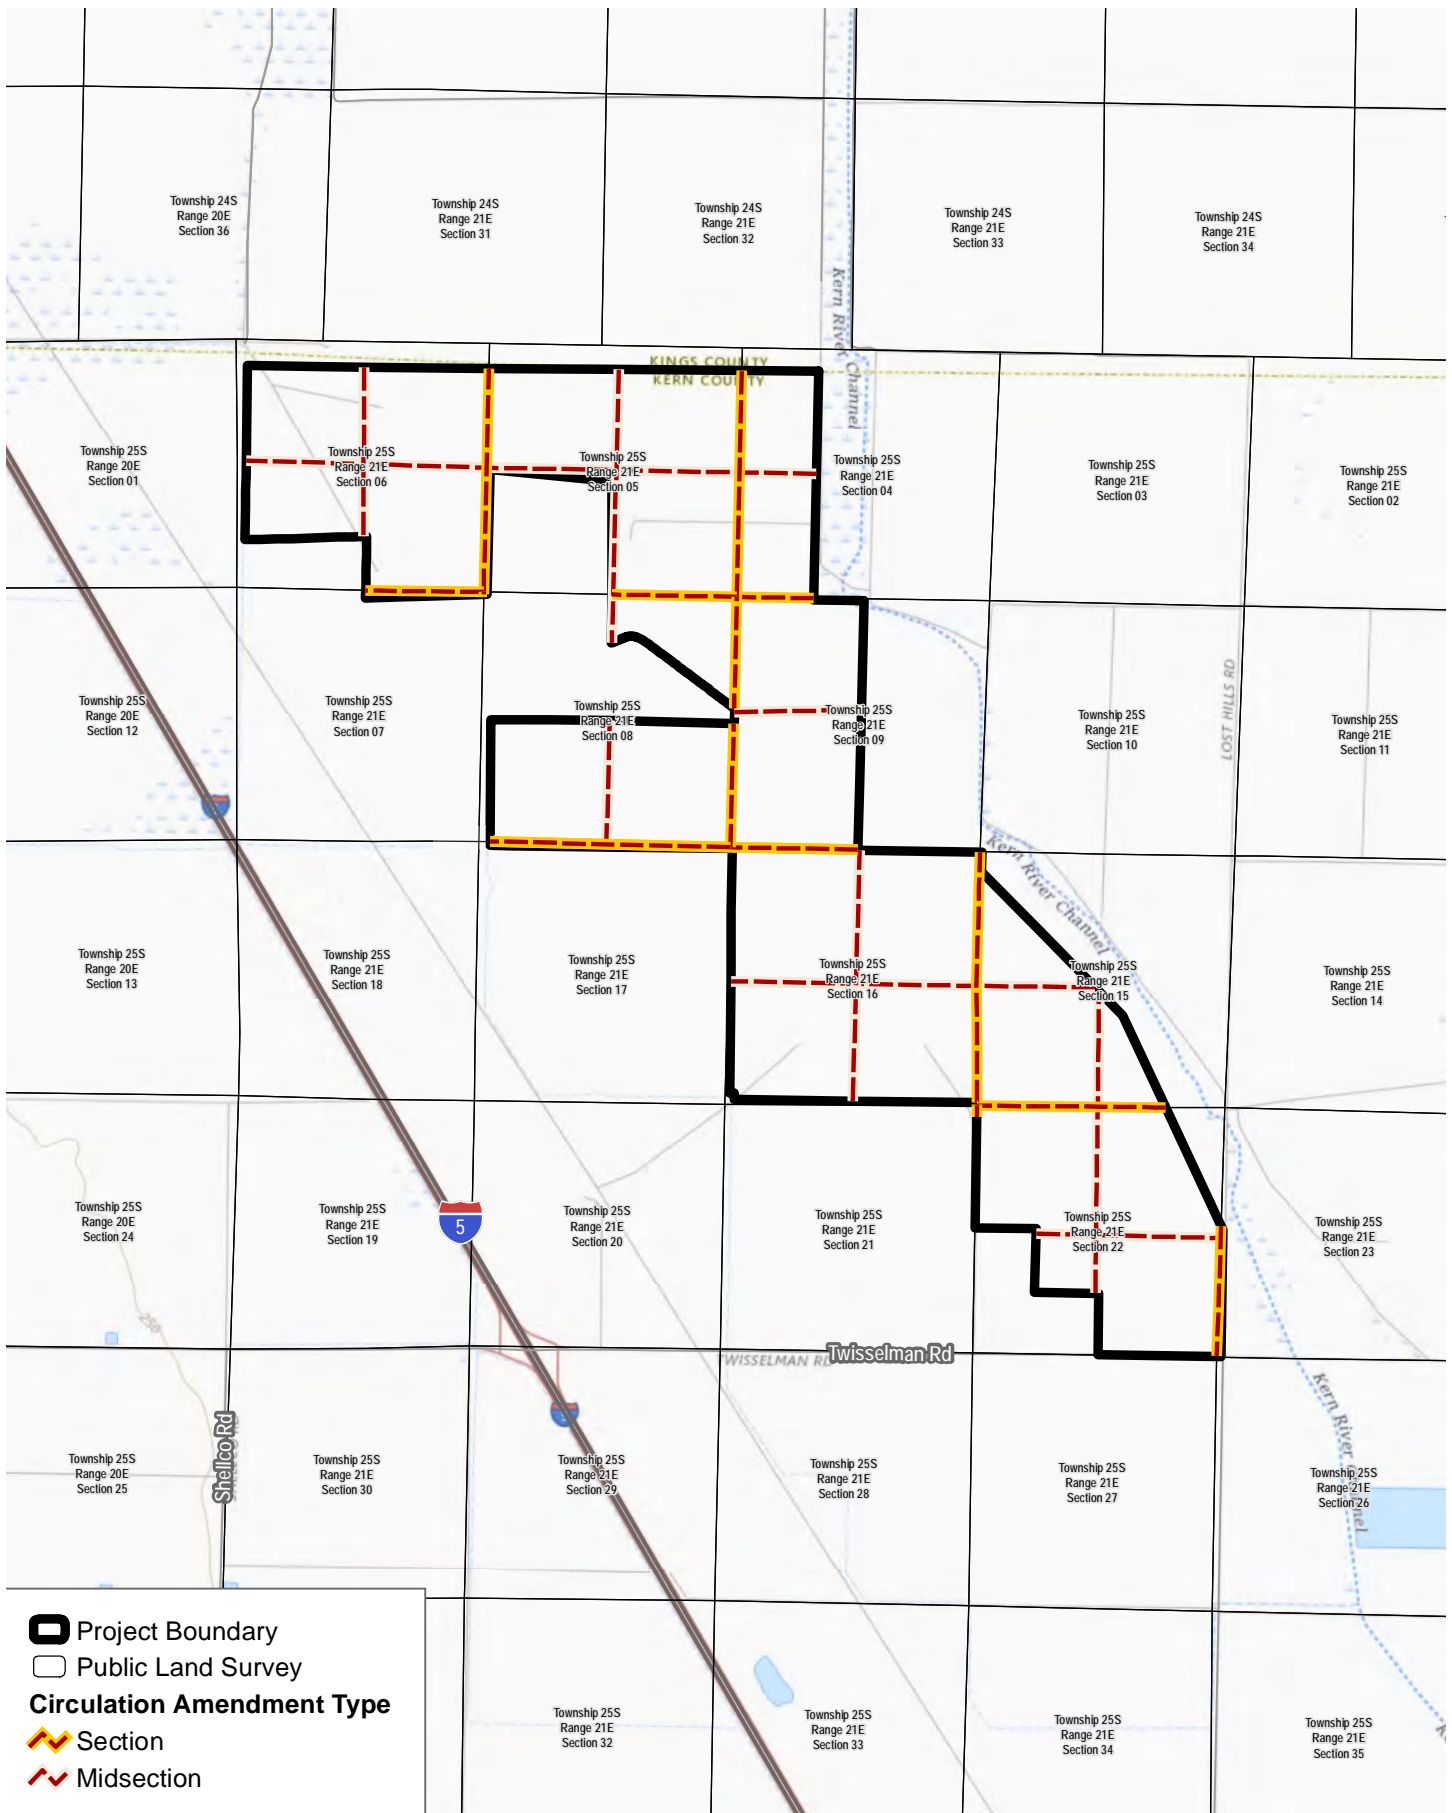 Township 24S
Range 20E
Section 36
Township 24S
Range 21E
Section 31
Township 24S
Range 21E
Section 32
Township 24S
Range 21E
Section 33
Township 24S
Range 21E
Section 34
Kern River Channel
KINGS COUNTY
KERN COUNTY
Township 25S
Range 20E
Section 01
Township 25S
Range 21E
Section 06
Township 25S
Range 21E
Section 05
Township 25S
Range 21E
Section 04
Township 25S
Range 21E
Section 03
Township 25S
Range 21E
Section 02
Township 25S
Range 20E
Section 12
Township 25S
Range 21E
Section 07
Township 25S
Range 21E
Section 08
Township 25S
Range 21E
Section 09
Township 25S
Range 21E
Section 10
LOST HILLS RD
Township 25S
Range 21E
Section 11
Kern River Channel
Township 25S
Range 20E
Section 13
Township 25S
Range 21E
Section 18
Township 25S
Range 21E
Section 17
Township 25S
Range 21E
Section 16
Township 25S
Range 21E
Section 15
Township 25S
Range 21E
Section 14
Township 25S
Range 20E
Section 24
Township 25S
Range 21E
Section 19
5
Township 25S
Range 21E
Section 20
Township 25S
Range 21E
Section 21
Township 25S
Range 21E
Section 22
Township 25S
Range 21E
Section 23
250
TWISSELMAN RD
Twisselman Rd
Kern River Channel
Shellco Rd
Township 25S
Range 20E
Section 25
Township 25S
Range 21E
Section 30
Township 25S
Range 21E
Section 29
Township 25S
Range 21E
Section 28
Township 25S
Range 21E
Section 27
Township 25S
Range 21E
Section 26
Township 25S
Range 21E
Section 32
Township 25S
Range 21E
Section 33
Township 25S
Range 21E
Section 34
Township 25S
Range 21E
Section 35
Project Boundary
Public Land Survey
Circulation Amendment Type
Section
Midsection